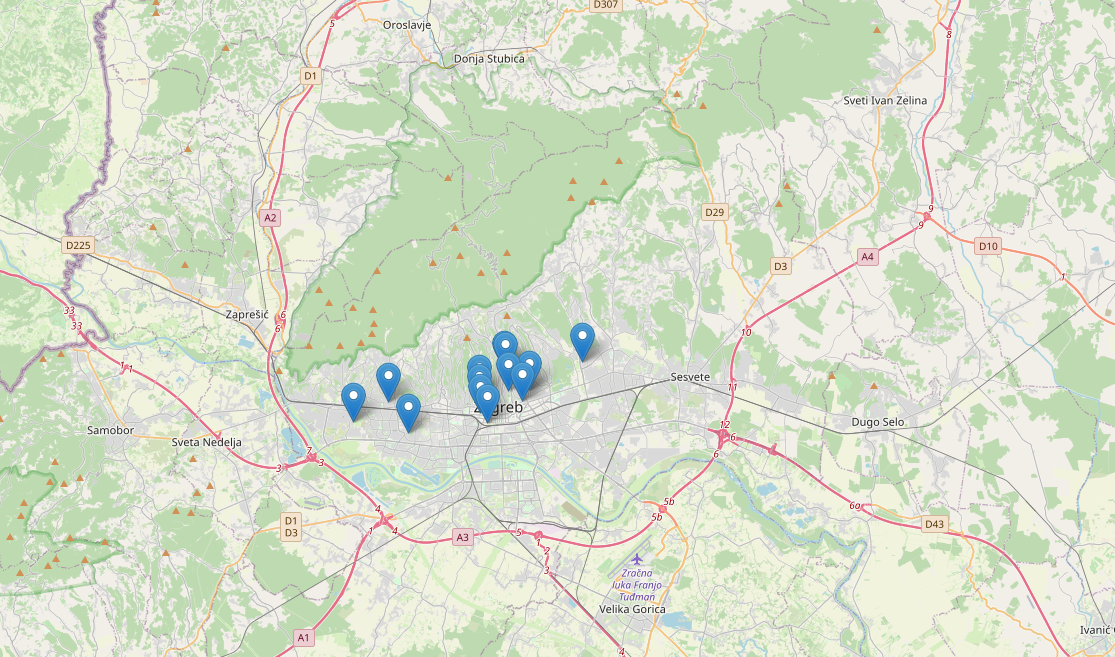 D307
Oroslavje
5
8
Donja Stubica
D1
Sveti Ivan Zelina
A2
D29
9
9
D225
D10
A4
D3
1
33
33
Zaprešić
6
6
10
1
1
Sesvete
11
Zagreb
Dugo Selo
Samobor
Sveta Nedelja
12
6
7
3
3
6
5b
5b
6a
4
1
4
D1
D3
D43
A3
5
1
2
3
Zračna
luka Franjo
Tuđman
Velika Gorica
A1
4